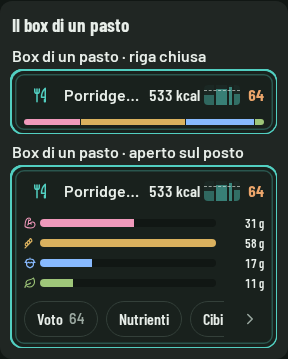 Il box di un pasto
Box di un pasto · riga chiusa
Porridge... 533 kcal 64
Box di un pasto · aperto sul posto
Porridge... 533 kcal 64
31 g
58 g
17 g
11 g
Voto 64 Nutrienti Cibi